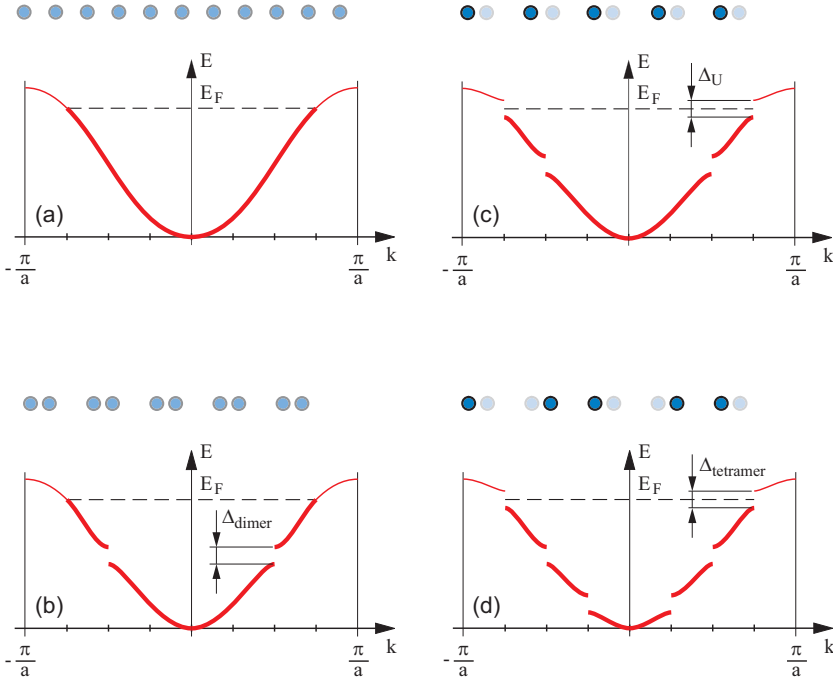 E
E_F
(a)
k
-π/a
π/a
E
E_F
Δ_U
(c)
k
-π/a
π/a
E
E_F
Δ_dimer
(b)
k
-π/a
π/a
E
E_F
Δ_tetramer
(d)
k
-π/a
π/a